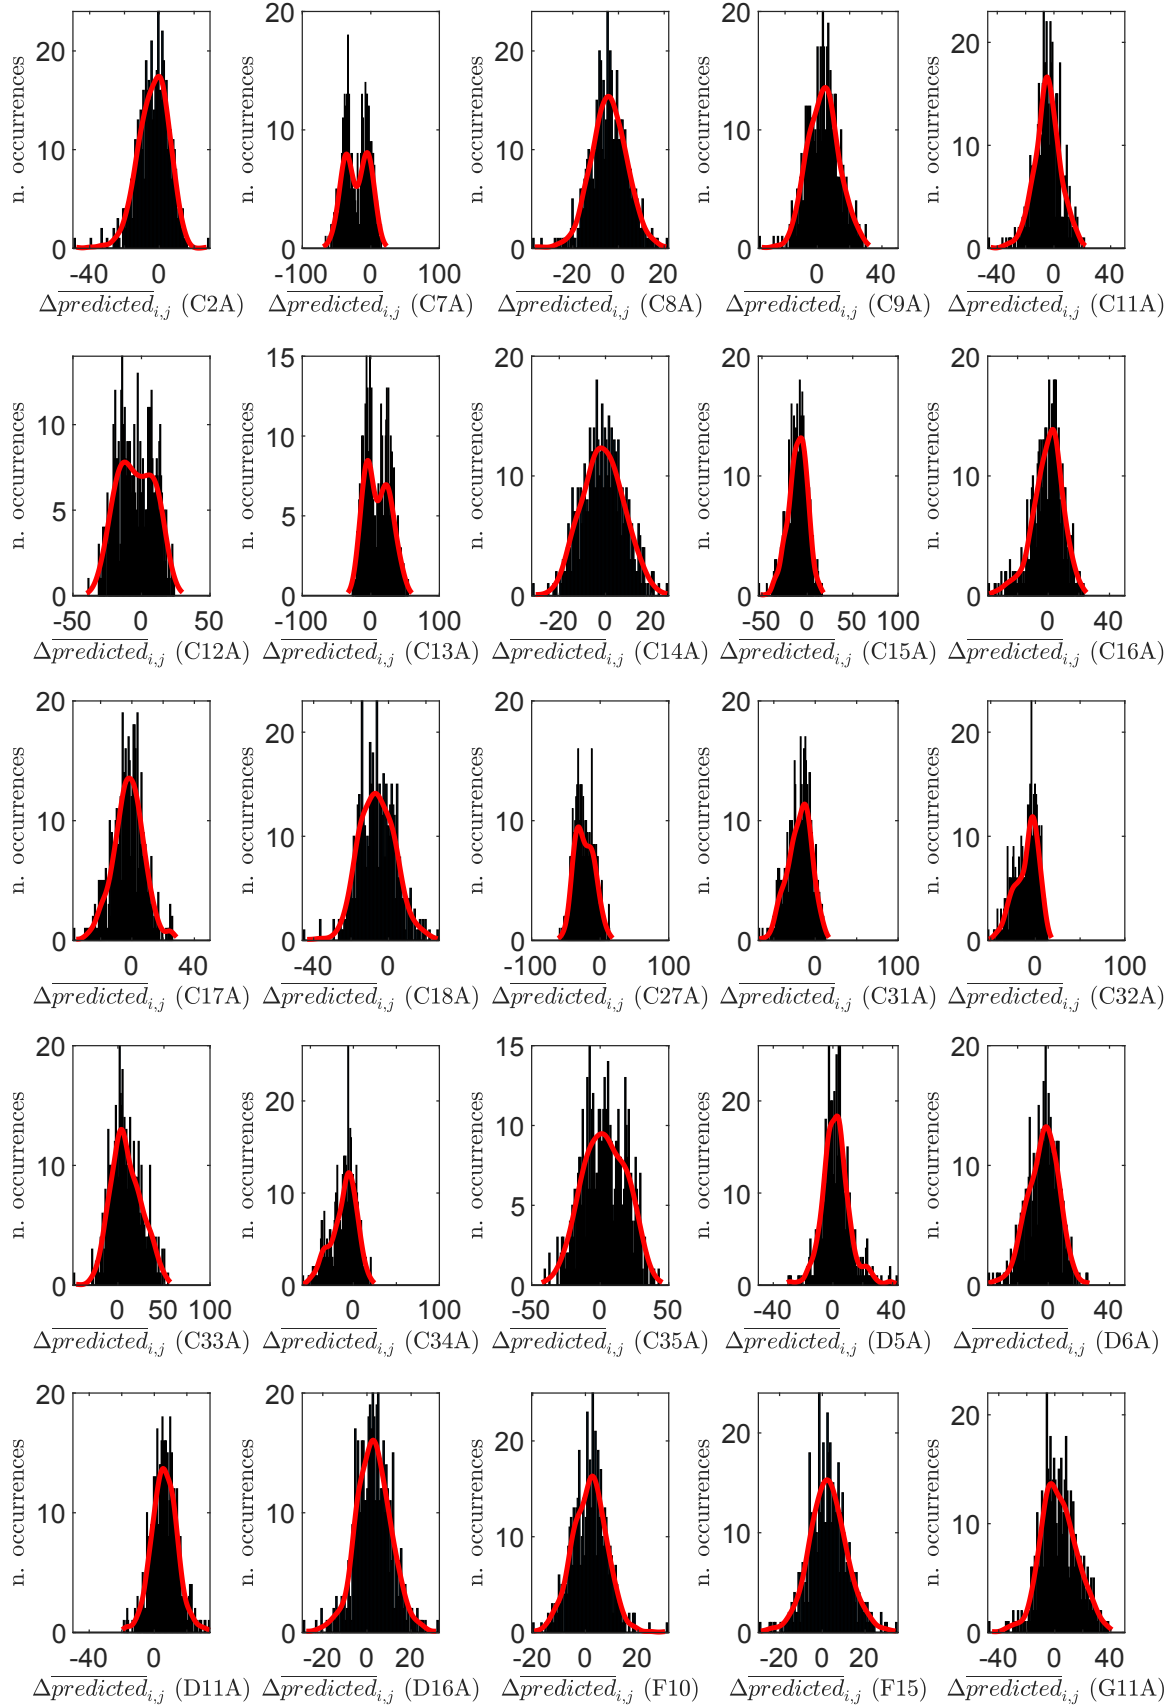 n. occurrences
20
10
0
-40 0
Δpredicted_{i,j} (C2A)
n. occurrences
20
10
0
-100 0 100
Δpredicted_{i,j} (C7A)
n. occurrences
20
10
0
-20 0 20
Δpredicted_{i,j} (C8A)
n. occurrences
20
10
0
0 40
Δpredicted_{i,j} (C9A)
n. occurrences
20
10
0
-40 0 50
Δpredicted_{i,j} (C11A)
n. occurrences
10
5
0
-50 0 50
Δpredicted_{i,j} (C12A)
n. occurrences
15
10
5
0
-100 0 100
Δpredicted_{i,j} (C13A)
n. occurrences
20
10
0
-20 0 20
Δpredicted_{i,j} (C14A)
n. occurrences
20
10
0
-50 0 50 100
Δpredicted_{i,j} (C15A)
n. occurrences
20
10
0
0 40
Δpredicted_{i,j} (C16A)
n. occurrences
20
10
0
0 40
Δpredicted_{i,j} (C17A)
n. occurrences
20
10
0
-40 0
Δpredicted_{i,j} (C18A)
n. occurrences
20
10
0
-100 0 100
Δpredicted_{i,j} (C27A)
n. occurrences
20
10
0
0 100
Δpredicted_{i,j} (C31A)
n. occurrences
20
10
0
0 100
Δpredicted_{i,j} (C32A)
n. occurrences
20
10
0
0 50 100
Δpredicted_{i,j} (C33A)
n. occurrences
20
10
0
0 100
Δpredicted_{i,j} (C34A)
n. occurrences
15
10
5
0
-50 0 50
Δpredicted_{i,j} (C35A)
n. occurrences
20
10
0
-40 0 40
Δpredicted_{i,j} (D5A)
n. occurrences
20
10
0
0 40
Δpredicted_{i,j} (D6A)
n. occurrences
20
10
0
-40 0
Δpredicted_{i,j} (D11A)
n. occurrences
20
10
0
-20 0 20
Δpredicted_{i,j} (D16A)
n. occurrences
20
10
0
-20 0 20
Δpredicted_{i,j} (F10)
n. occurrences
20
10
0
-20 0 20
Δpredicted_{i,j} (F15)
n. occurrences
20
10
0
-40 0 40
Δpredicted_{i,j} (G11A)